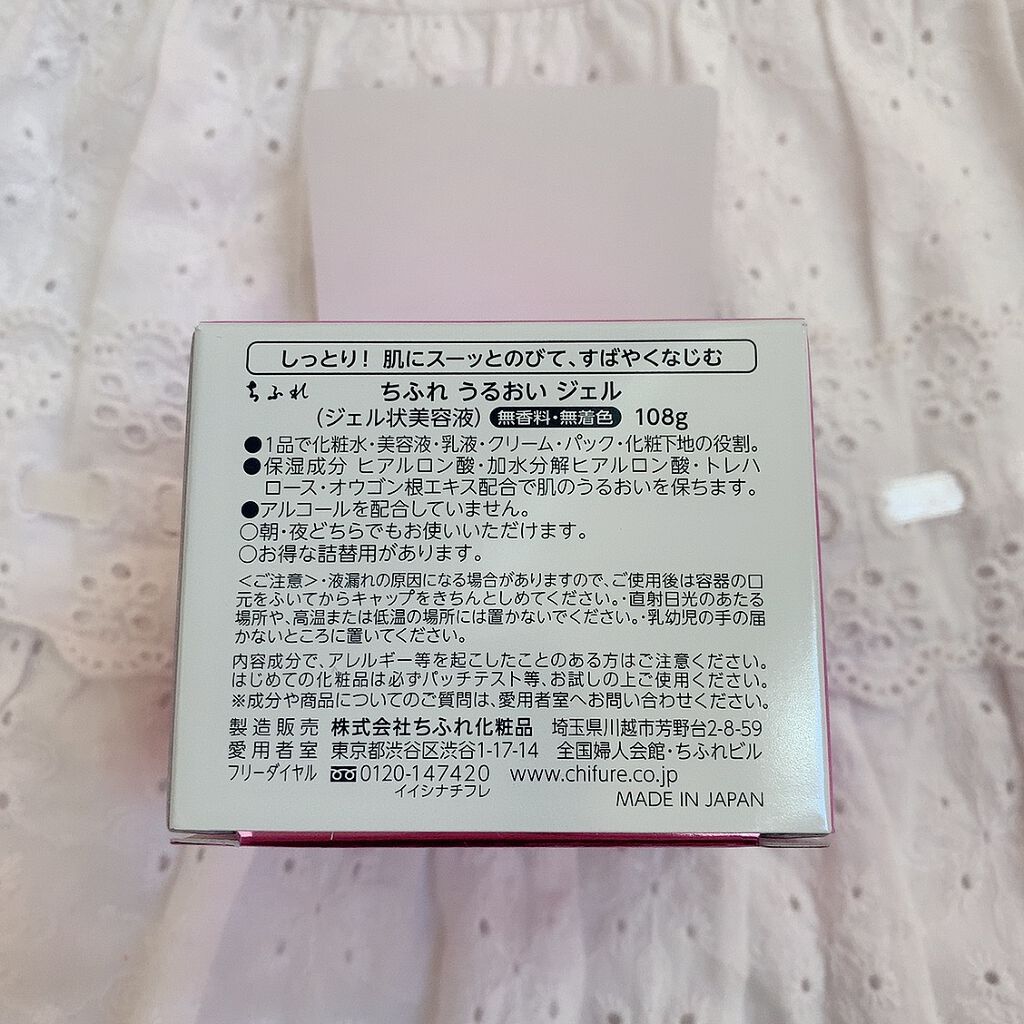 しっとり! 肌にスーッとのびて、すばやくなじむ
ちふれ ちふれ うるおい ジェル
(ジェル状美容液) 無香料・無着色 108g
●1品で化粧水・美容液・乳液・クリーム・パック・化粧下地の役割。
●保湿成分 ヒアルロン酸・加水分解ヒアルロン酸・トレハ
ロース・オウゴン根エキス配合で肌のうるおいを保ちます。
●アルコールを配合していません。
○朝・夜どちらでもお使いいただけます。
○お得な詰替用があります。
<ご注意>・液漏れの原因になる場合がありますので、ご使用後は容器の口
元をふいてからキャップをきちんとしめてください。・直射日光のあたる
場所や、高温または低温の場所には置かないでください。・乳幼児の手の届
かないところに置いてください。
内容成分で、アレルギー等を起こしたことのある方はご注意ください。
はじめての化粧品は必ずパッチテスト等、お試しの上ご使用ください。
※成分や商品についてのご質問は、愛用者室へお問い合わせください。
製造販売 株式会社ちふれ化粧品 埼玉県川越市芳野台2-8-59
愛用者室 東京都渋谷区渋谷1-17-14 全国婦人会館・ちふれビル
フリーダイヤル 0120-147420 www.chifure.co.jp
イイシナチフレ
MADE IN JAPAN